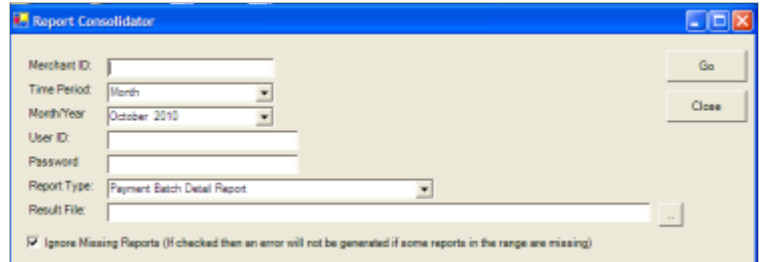 Report Consolidator
Merchant ID:
Go
Time Period: Month
Close
Month/Year October 2010
User ID:
Password
Report Type: Payment Batch Detail Report
Result File: ...
Ignore Missing Reports (If checked then an error will not be generated if some reports in the range are missing)